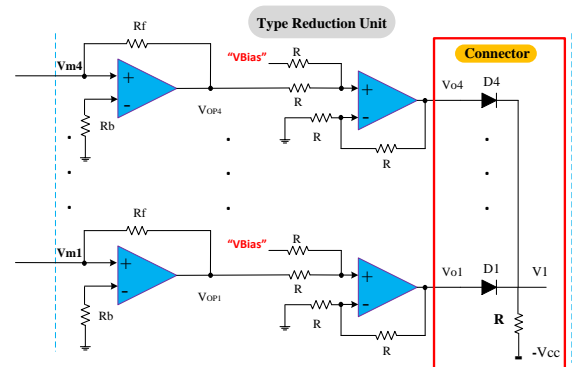 Type Reduction Unit
Connector
Rf
"VBias"
R
Vm4
R
VOP4
Vo4
D4
Rb
R
R
Rf
"VBias"
R
Vm1
R
VOP1
Vo1
D1
V1
Rb
R
R
R
-Vcc